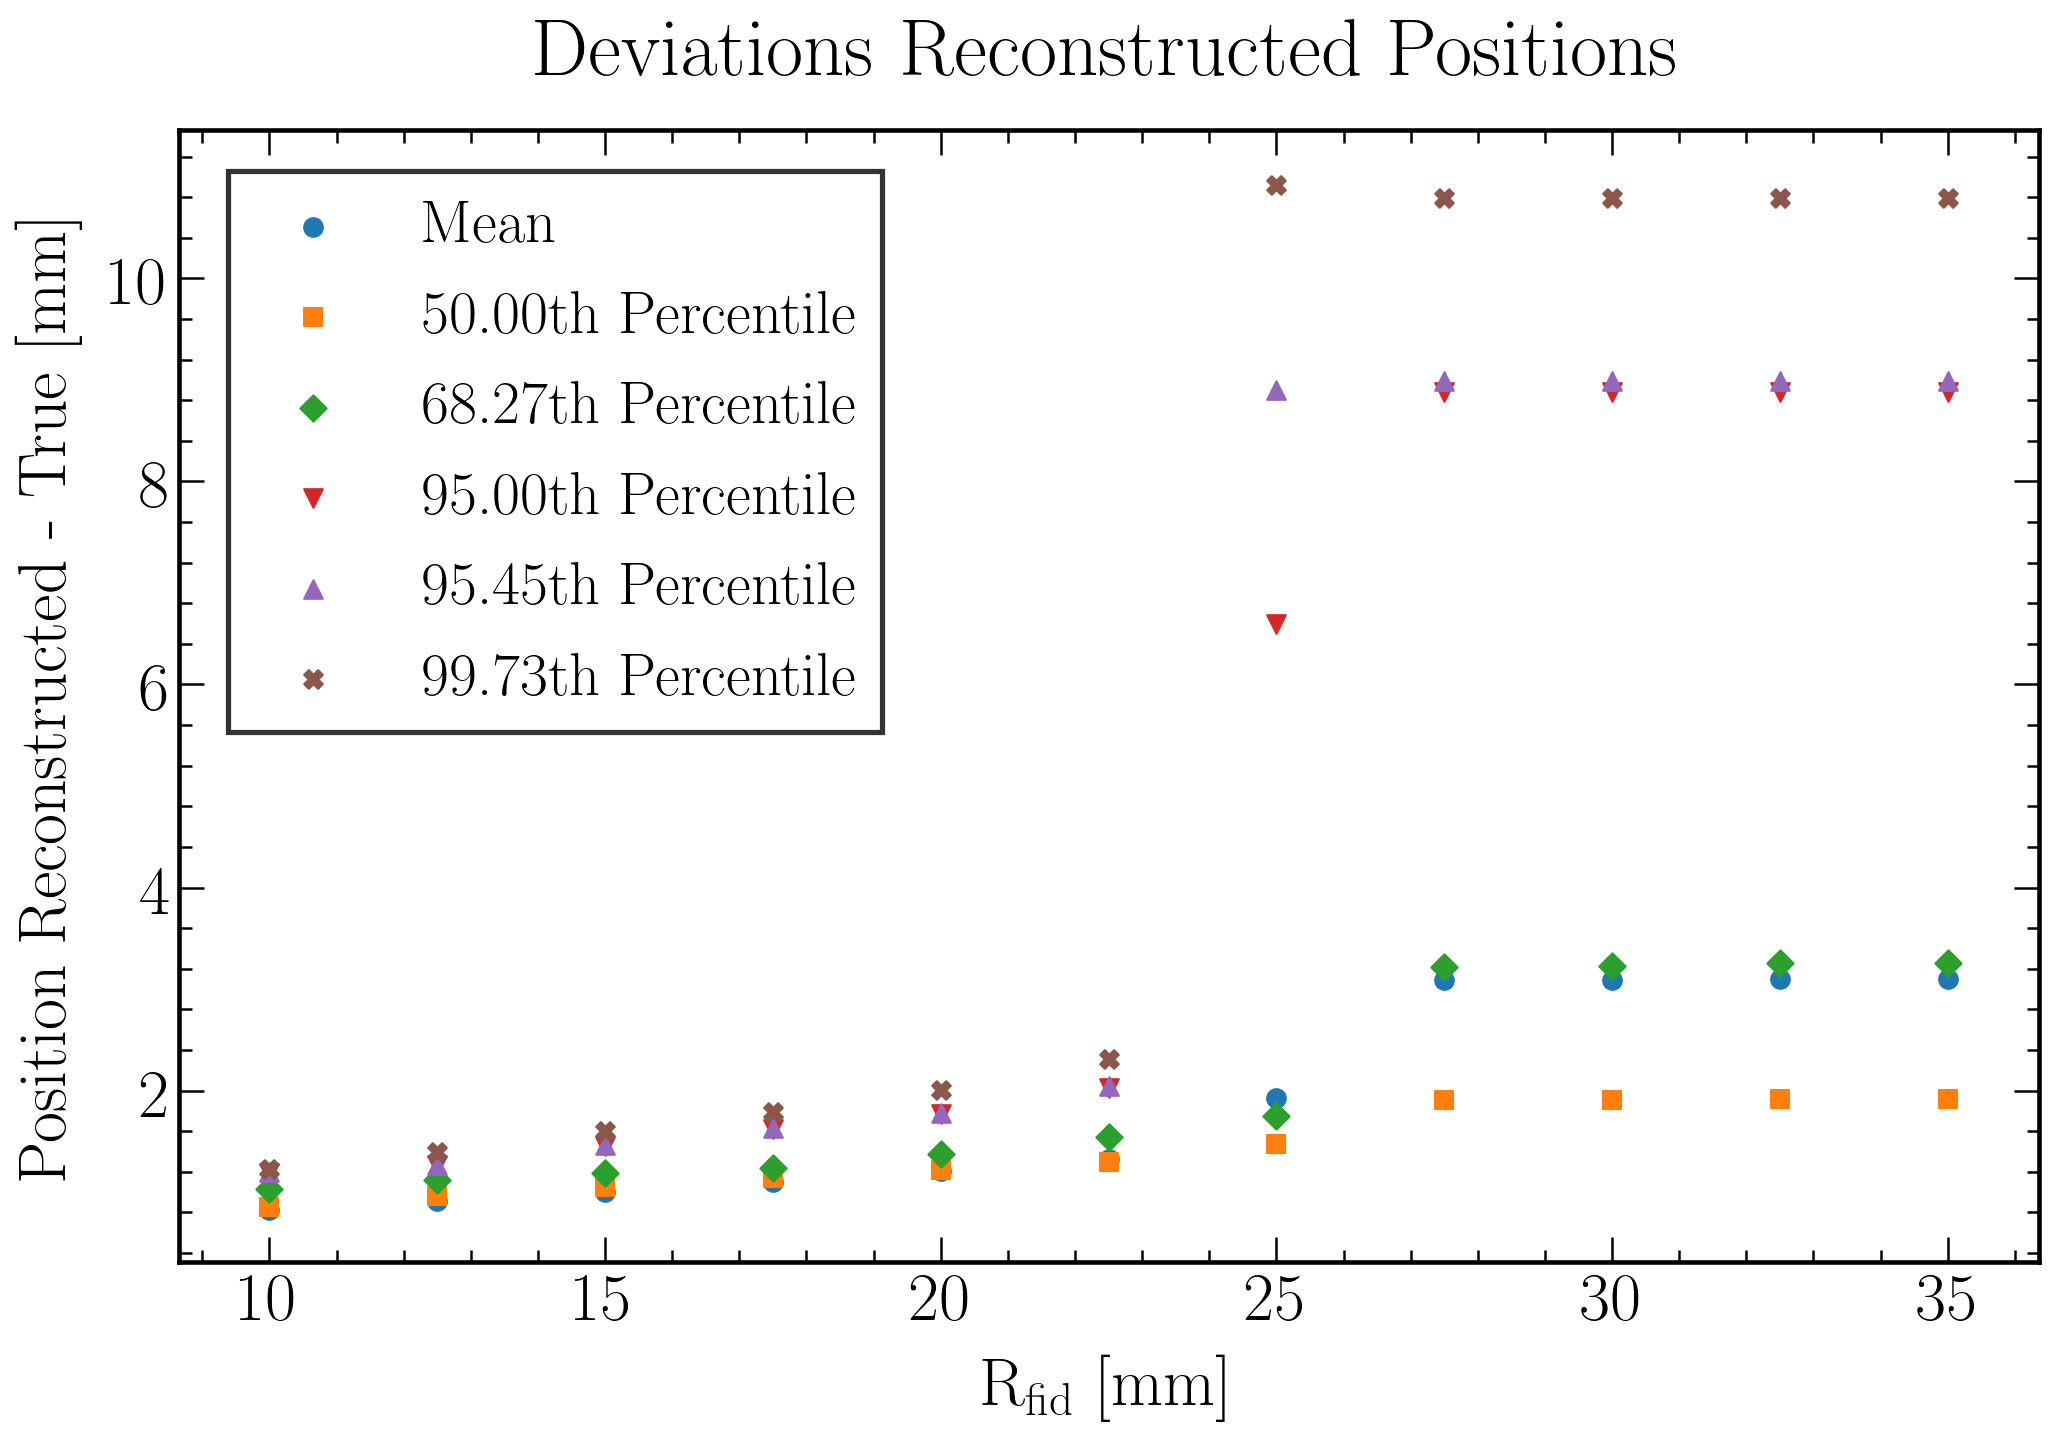 Deviations Reconstructed Positions
Position Reconstructed - True [mm]
10
8
6
4
2
Mean
50.00th Percentile
68.27th Percentile
95.00th Percentile
95.45th Percentile
99.73th Percentile
10 15 20 25 30 35
R_fid [mm]